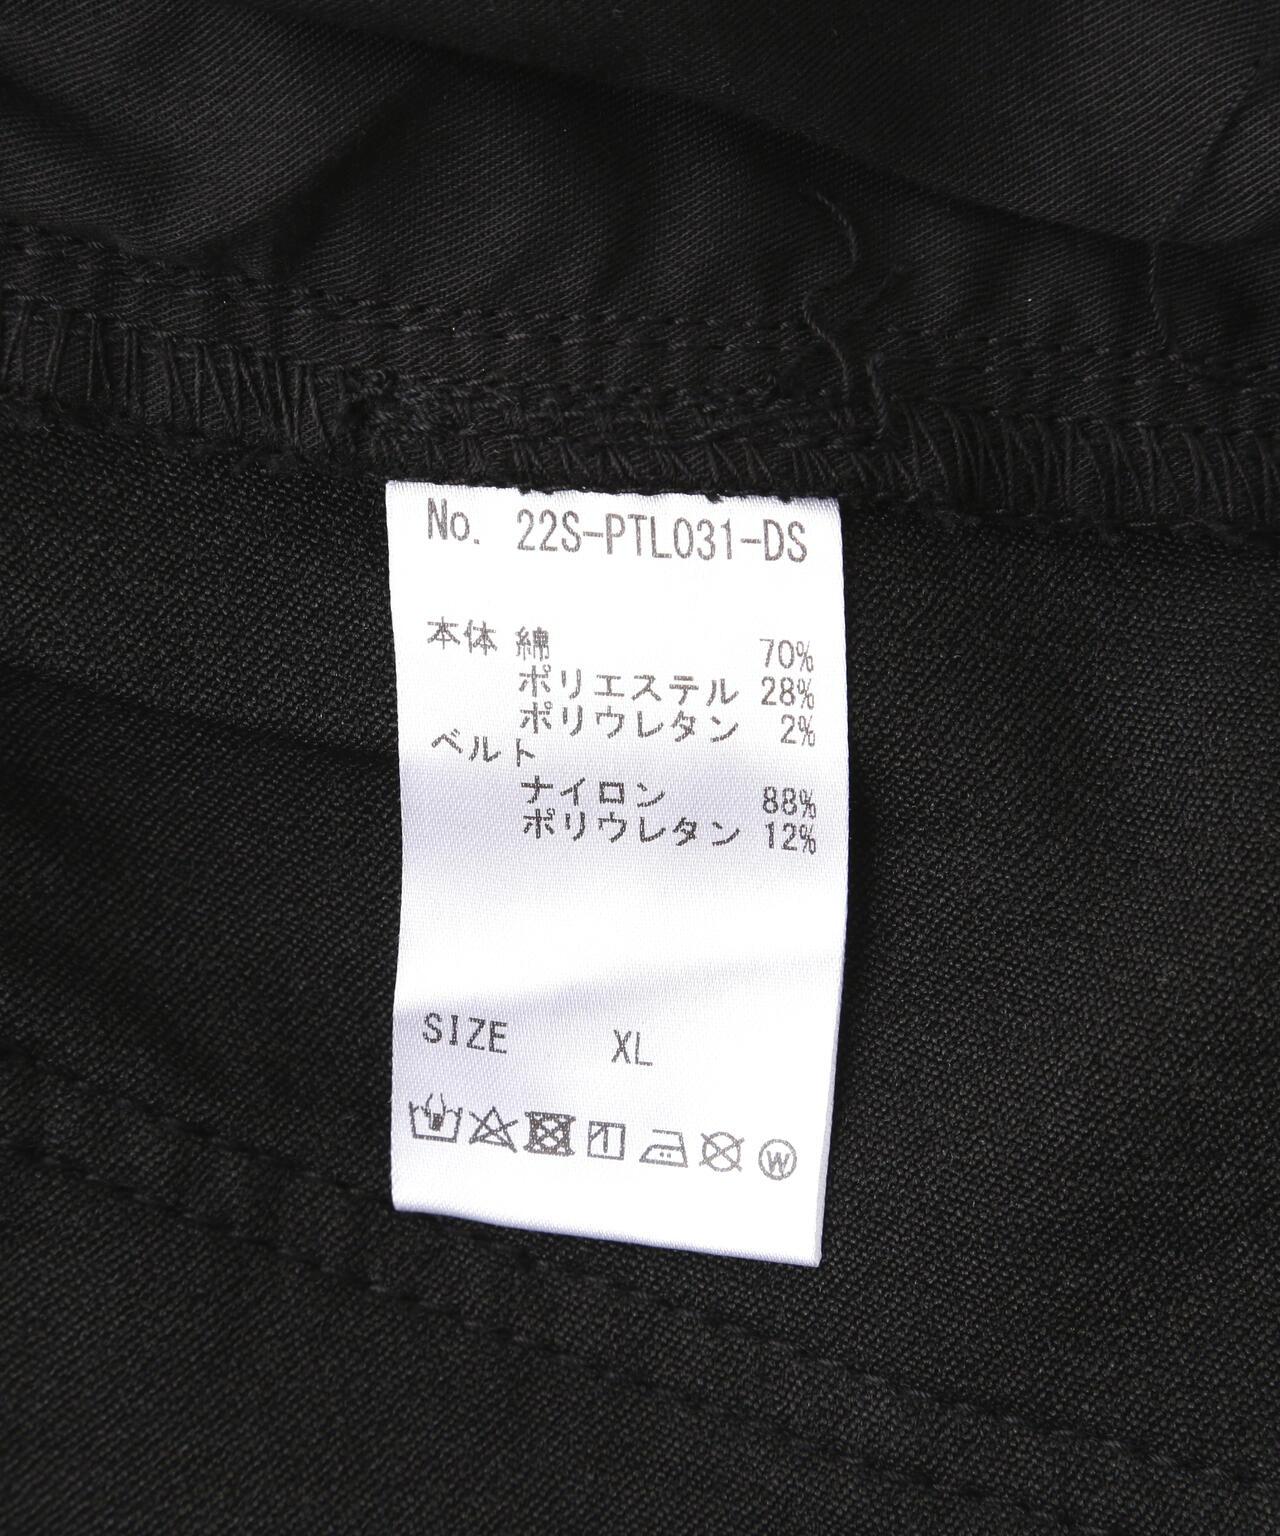 No. 22S-PTL031-DS
本体 綿 70%
ポリエステル 28%
ポリウレタン 2%
ベルト
ナイロン 88%
ポリウレタン 12%
SIZE XL
W